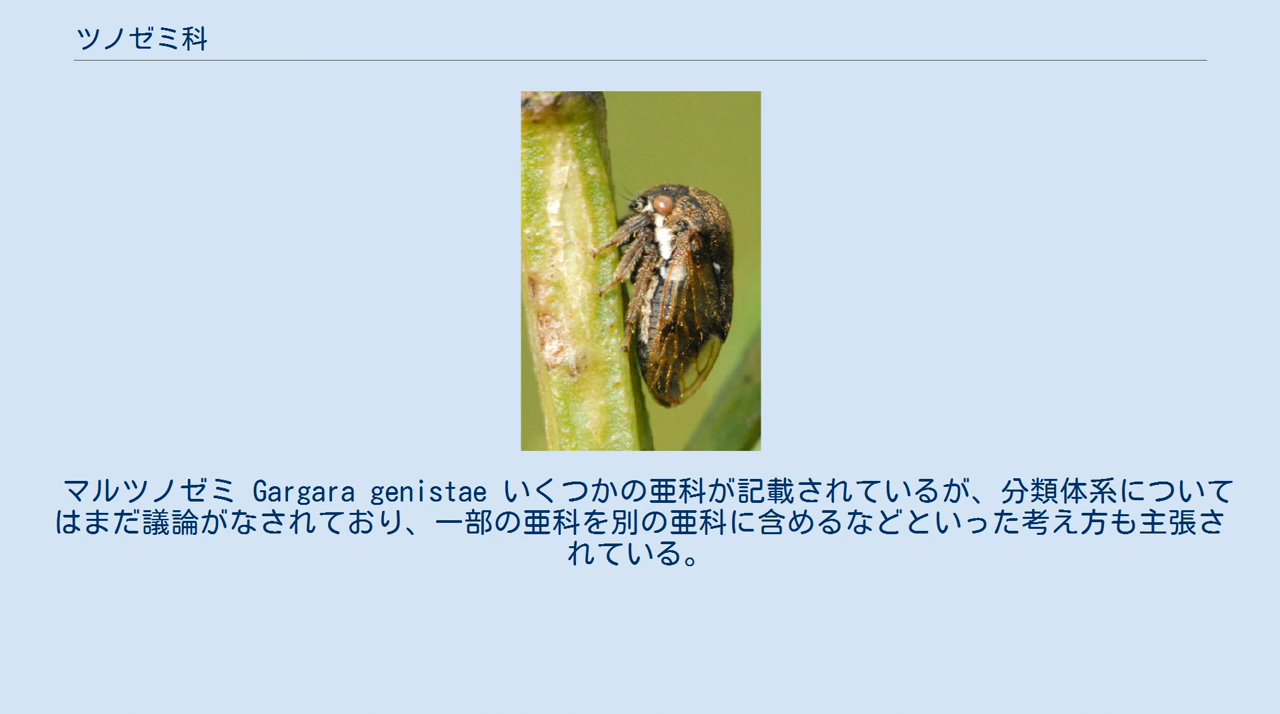 ツノゼミ科
マルツノゼミ Gargara genistae いくつかの亜科が記載されているが、分類体系について
はまだ議論がなされており、一部の亜科を別の亜科に含めるなどといった考え方も主張さ
れている。